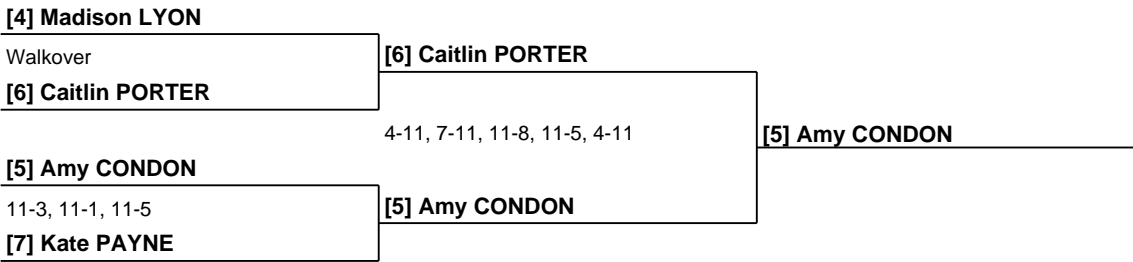 [4] Madison LYON
Walkover
[6] Caitlin PORTER
[6] Caitlin PORTER
4-11, 7-11, 11-8, 11-5, 4-11
[5] Amy CONDON
[5] Amy CONDON
11-3, 11-1, 11-5
[5] Amy CONDON
[7] Kate PAYNE